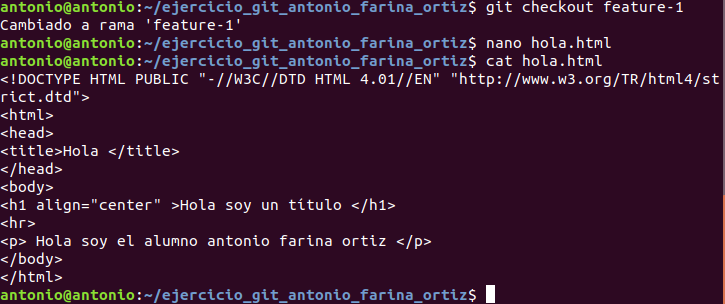 antonio@antonio:~/ejercicio_git_antonio_farina_ortiz$ git checkout feature-1
Cambiado a rama 'feature-1'
antonio@antonio:~/ejercicio_git_antonio_farina_ortiz$ nano hola.html
antonio@antonio:~/ejercicio_git_antonio_farina_ortiz$ cat hola.html
<!DOCTYPE HTML PUBLIC "-//W3C//DTD HTML 4.01//EN" "http://www.w3.org/TR/html4/st
rict.dtd">
<html>
<head>
<title>Hola </title>
</head>
<body>
<h1 align="center" >Hola soy un título </h1>
<hr>
<p> Hola soy el alumno antonio farina ortiz </p>
</body>
</html>
antonio@antonio:~/ejercicio_git_antonio_farina_ortiz$